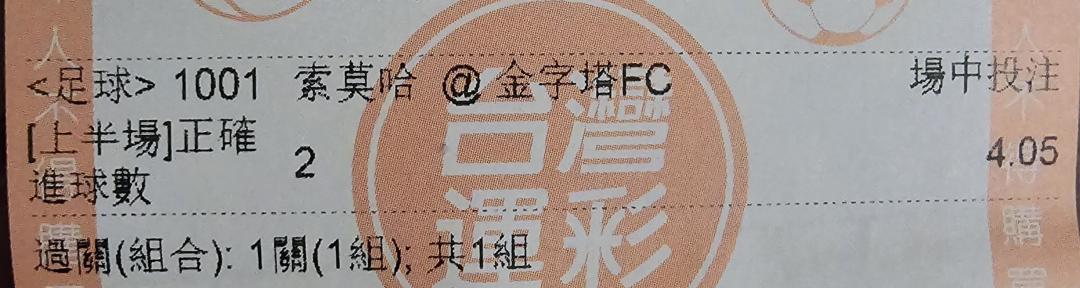 <足球> 1001 索莫哈 @ 金字塔FC 場中投注
[上半場]正確 2 4.05
進球數
過關(組合): 1關(1組); 共1組
台灣
運彩